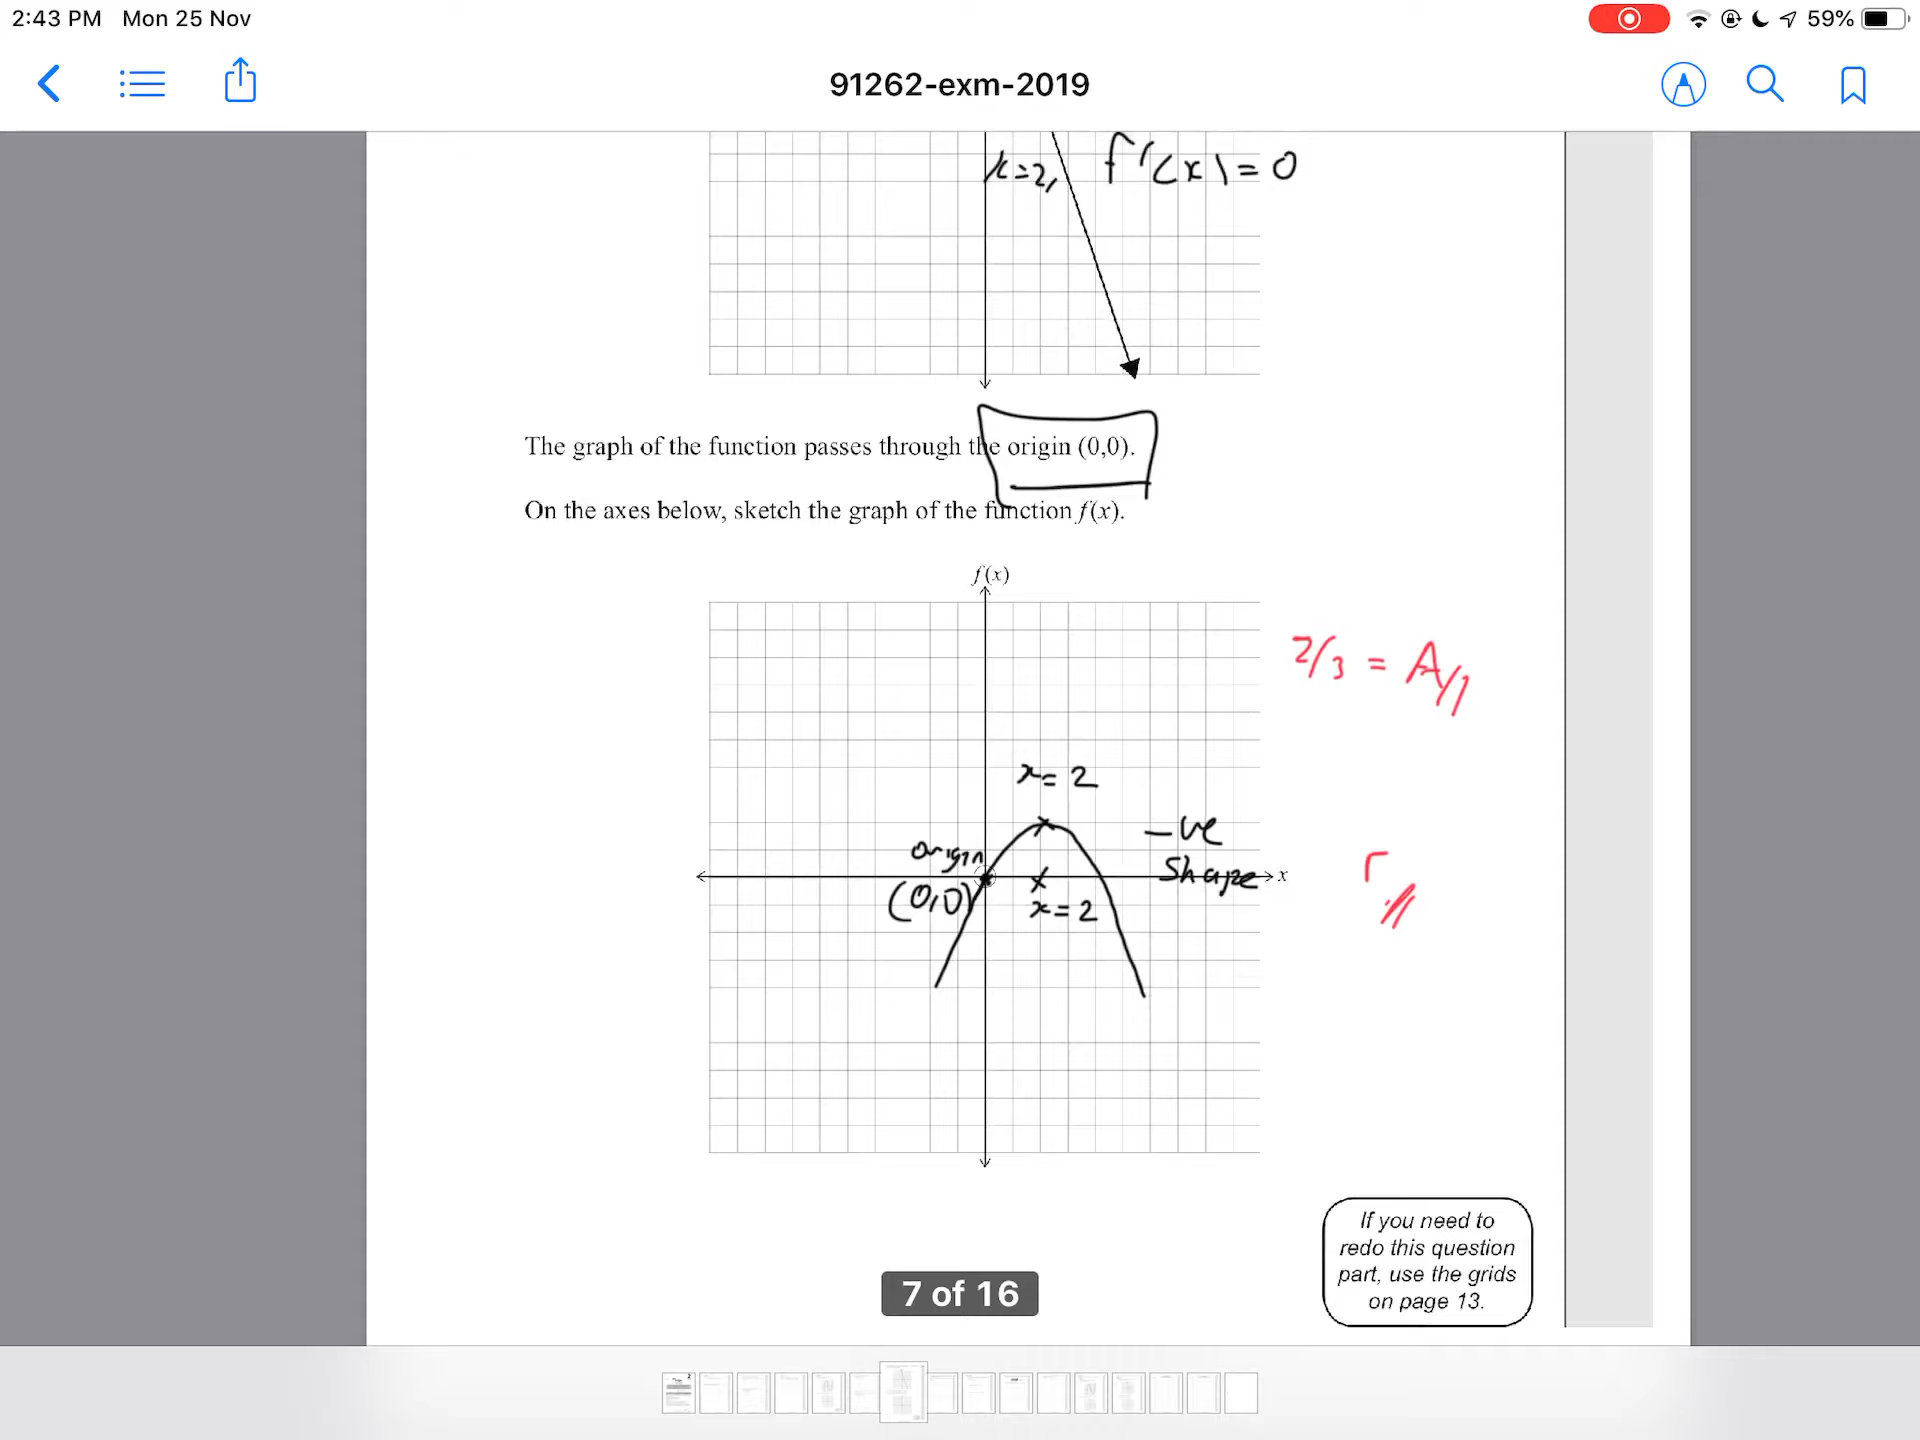 2:43 PM Mon 25 Nov
59%
91262-exm-2019
x=2, f'(x)=0
The graph of the function passes through the origin (0,0).
On the axes below, sketch the graph of the function f(x).
f(x)
2/3 = A
x=2
-ve
shape
origin
(0,0)
x=2
x
r
If you need to
redo this question
part, use the grids
on page 13.
7 of 16